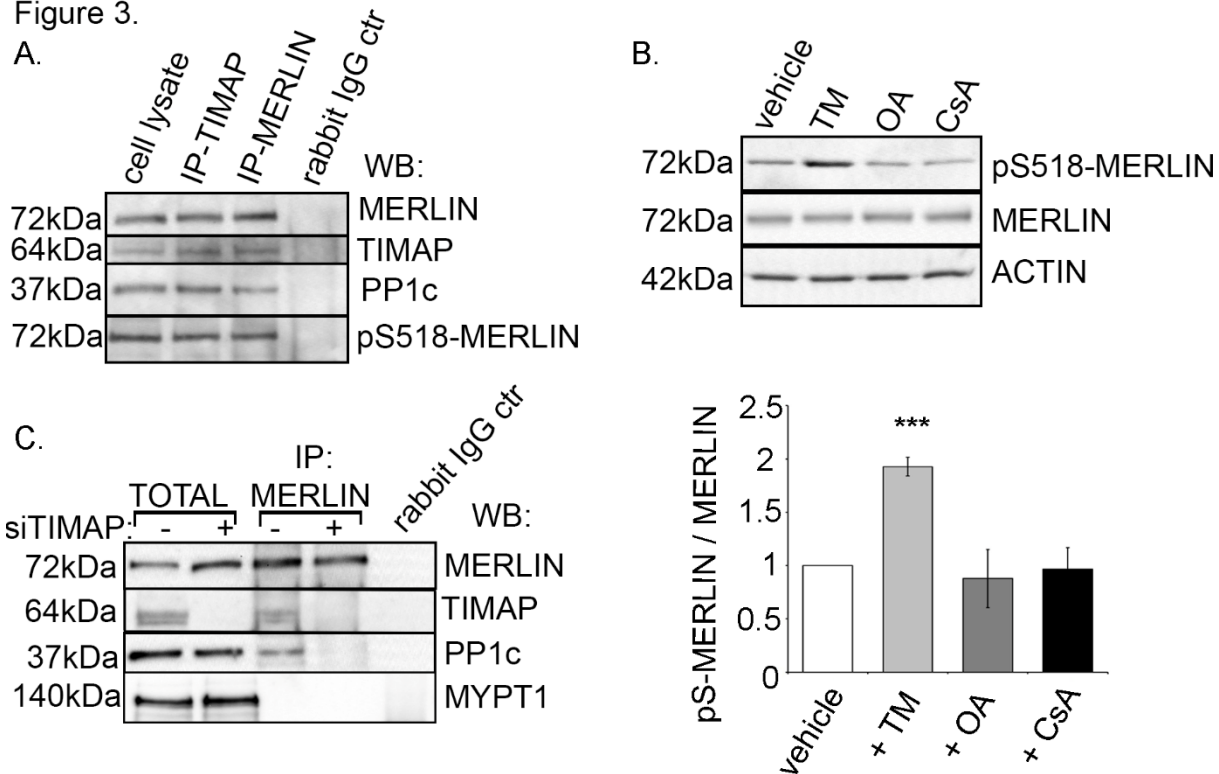 Figure 3.
A.
cell lysate
IP-TIMAP
IP-MERLIN
rabbit IgG ctr
WB:
72kDa MERLIN
64kDa TIMAP
37kDa PP1c
72kDa pS518-MERLIN
B.
vehicle
TM
OA
CsA
72kDa pS518-MERLIN
72kDa MERLIN
42kDa ACTIN
pS-MERLIN / MERLIN
2.5
2
1.5
1
0.5
0
***
vehicle
+ TM
+ OA
+ CsA
C.
IP:
TOTAL MERLIN rabbit IgG ctr
siTIMAP: - + - + WB:
72kDa MERLIN
64kDa TIMAP
37kDa PP1c
140kDa MYPT1